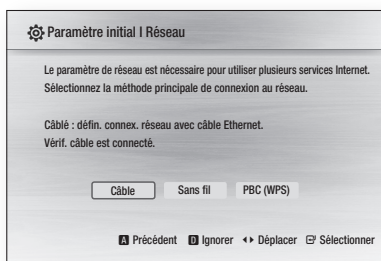 Paramètre initial I Réseau
Le paramètre de réseau est nécessaire pour utiliser plusieurs services Internet.
Sélectionnez la méthode principale de connexion au réseau.
Câblé : défin. connex. réseau avec câble Ethernet.
Vérif. câble est connecté.
Câble Sans fil PBC (WPS)
A Précédent D Ignorer Déplacer Sélectionner